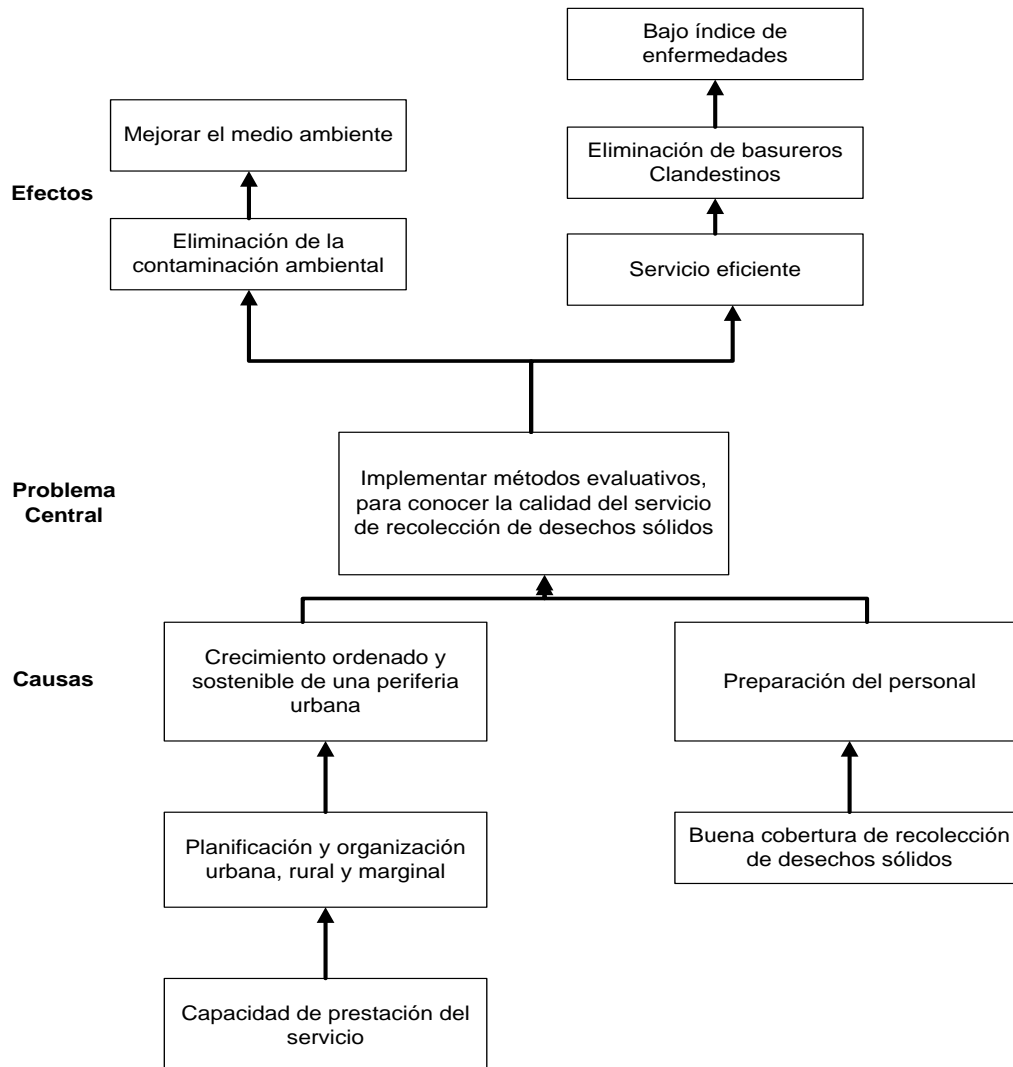 Bajo índice de
enfermedades
Mejorar el medio ambiente
Eliminación de basureros
Clandestinos
Efectos
Eliminación de la
contaminación ambiental
Servicio eficiente
Problema
Central
Implementar métodos evaluativos,
para conocer la calidad del servicio
de recolección de desechos sólidos
Causas
Crecimiento ordenado y
sostenible de una periferia
urbana
Preparación del personal
Planificación y organización
urbana, rural y marginal
Buena cobertura de recolección
de desechos sólidos
Capacidad de prestación del
servicio